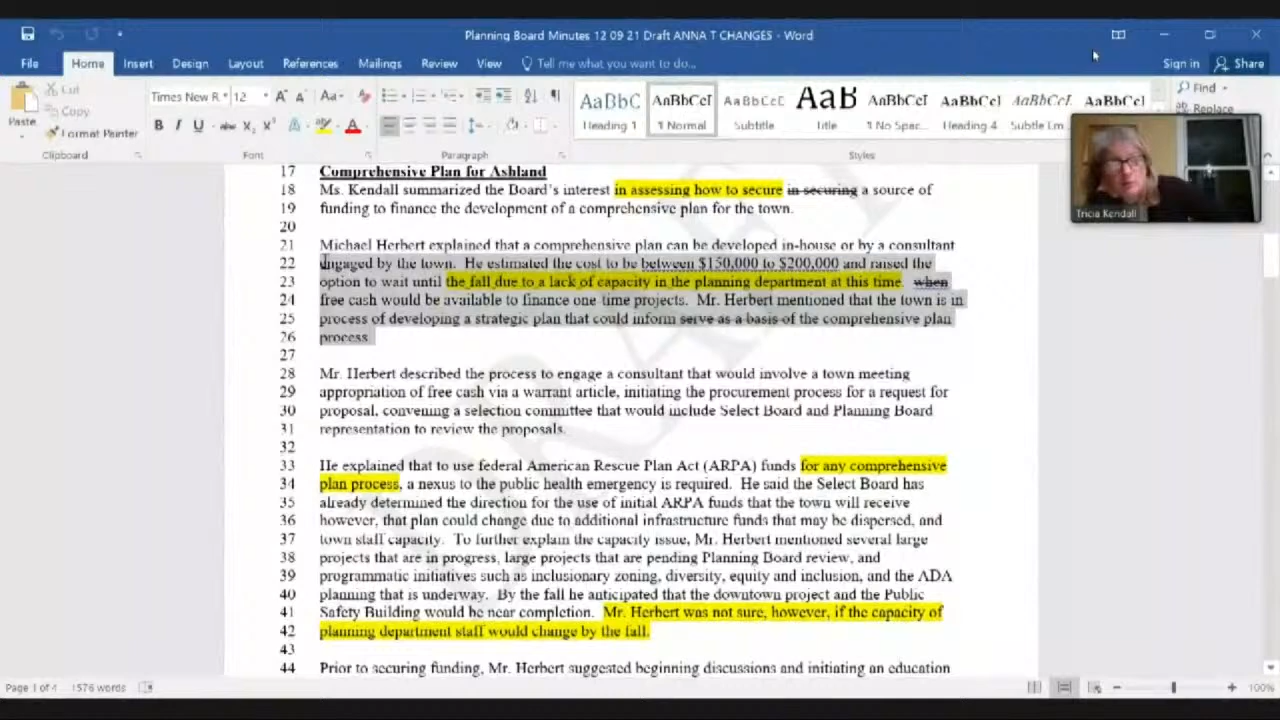 Planning Board Minutes 12 09 21 Draft ANNA T CHANGES - Word
File Home Insert Design Layout References Mailings Review View Tell me what you want to do... Sign in Share
Cut
Copy
Paste
Format Painter
Times New R 12
Aa
B I U abc X2 X2
AaBbC AaBbCcI AaBbCcC AaB AaBbCcI AaBbCcI AaBbCcI AaBbCcI
Heading 1 ¶ Normal Subtitle Title ¶ No Spac... Heading 4 Subtle Em...
Find
Replace
Clipboard Font Paragraph Styles
Tricia Kendall
DRAFT
17 Comprehensive Plan for Ashland
18 Ms. Kendall summarized the Board's interest in assessing how to secure in securing a source of
19 funding to finance the development of a comprehensive plan for the town.
20
21 Michael Herbert explained that a comprehensive plan can be developed in-house or by a consultant
22 engaged by the town. He estimated the cost to be between $150,000 to $200,000 and raised the
23 option to wait until the fall due to a lack of capacity in the planning department at this time. when
24 free cash would be available to finance one-time projects. Mr. Herbert mentioned that the town is in
25 process of developing a strategic plan that could inform serve as a basis of the comprehensive plan
26 process.
27
28 Mr. Herbert described the process to engage a consultant that would involve a town meeting
29 appropriation of free cash via a warrant article, initiating the procurement process for a request for
30 proposal, convening a selection committee that would include Select Board and Planning Board
31 representation to review the proposals.
32
33 He explained that to use federal American Rescue Plan Act (ARPA) funds for any comprehensive
34 plan process, a nexus to the public health emergency is required. He said the Select Board has
35 already determined the direction for the use of initial ARPA funds that the town will receive
36 however, that plan could change due to additional infrastructure funds that may be dispersed, and
37 town staff capacity. To further explain the capacity issue, Mr. Herbert mentioned several large
38 projects that are in progress, large projects that are pending Planning Board review, and
39 programmatic initiatives such as inclusionary zoning, diversity, equity and inclusion, and the ADA
40 planning that is underway. By the fall he anticipated that the downtown project and the Public
41 Safety Building would be near completion. Mr. Herbert was not sure, however, if the capacity of
42 planning department staff would change by the fall.
43
44 Prior to securing funding, Mr. Herbert suggested beginning discussions and initiating an education
Page 1 of 4 1576 words 100%